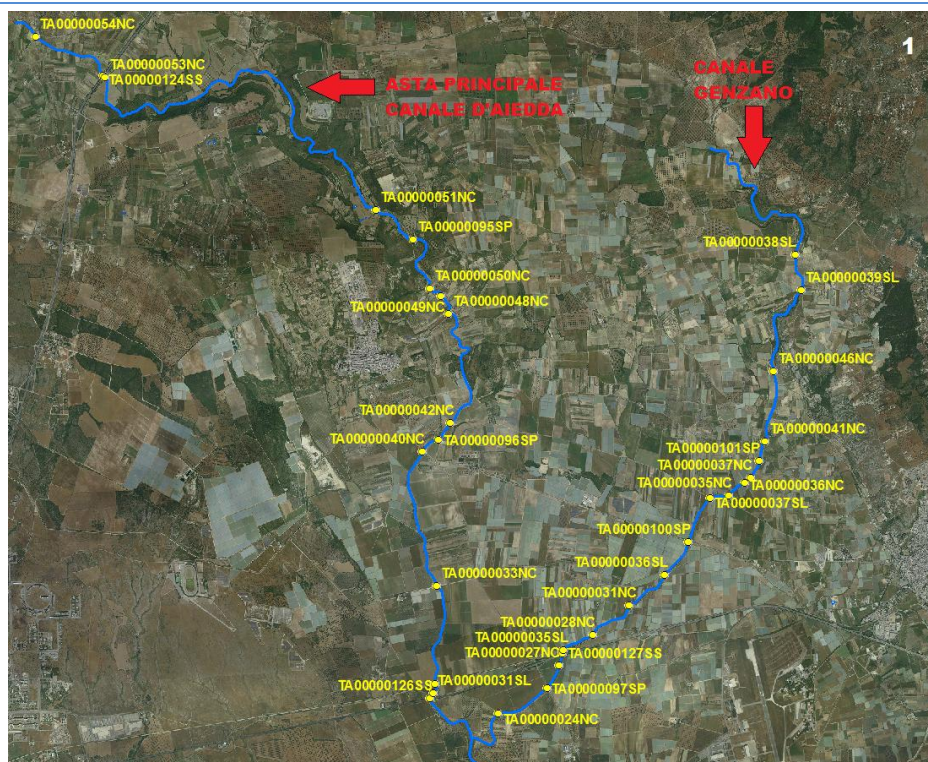 TA00000054NC
1
TA00000053NC
TA00000124SS
ASTA PRINCIPALE
CANALE D'AIEDDA
CANALE
GENZANO
TA00000051NC
TA00000095SP
TA00000038SL
TA00000050NC
TA00000039SL
TA00000049NC
TA00000048NC
TA00000046NC
TA00000042NC
TA00000040NC
TA00000096SP
TA00000041NC
TA00000101SP
TA00000037NC
TA00000035NC
TA00000036NC
TA00000037SL
TA00000100SP
TA00000036SL
TA00000033NC
TA00000031NC
TA00000028NC
TA00000035SL
TA00000027NC
TA00000127SS
TA00000126SS
TA00000031SL
TA00000097SP
TA00000024NC